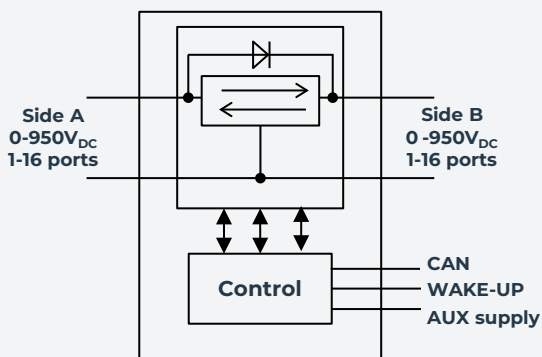 Side A
0-950VDC
1-16 ports
Side B
0 -950VDC
1-16 ports
Control
CAN
WAKE-UP
AUX supply